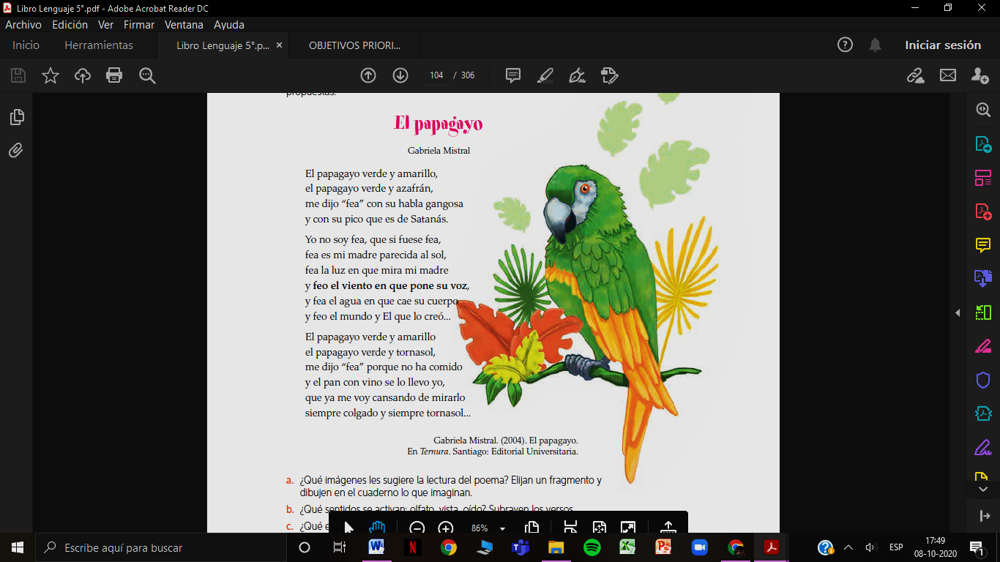 Libro Lenguaje 5°.pdf - Adobe Acrobat Reader DC
Archivo Edición Ver Firmar Ventana Ayuda
Inicio Herramientas Libro Lenguaje 5°.p... OBJETIVOS PRIORI... Iniciar sesión
104 / 306
propuestas.
El papagayo
Gabriela Mistral
El papagayo verde y amarillo,
el papagayo verde y azafrán,
me dijo “fea” con su habla gangosa
y con su pico que es de Satanás.
Yo no soy fea, que si fuese fea,
fea es mi madre parecida al sol,
fea la luz en que mira mi madre
y feo el viento en que pone su voz,
y fea el agua en que cae su cuerpo
y feo el mundo y El que lo creó...
El papagayo verde y amarillo
el papagayo verde y tornasol,
me dijo “fea” porque no ha comido
y el pan con vino se lo llevo yo,
que ya me voy cansando de mirarlo
siempre colgado y siempre tornasol...
Gabriela Mistral. (2004). El papagayo.
En Ternura. Santiago: Editorial Universitaria.
a. ¿Qué imágenes les sugiere la lectura del poema? Elijan un fragmento y
dibujen en el cuaderno lo que imaginan.
b. ¿Qué sentidos se activan: olfato, vista, oído? Subrayen los versos
c. ¿Qué e
86%
Escribe aquí para buscar
ESP
17:49
08-10-2020
1